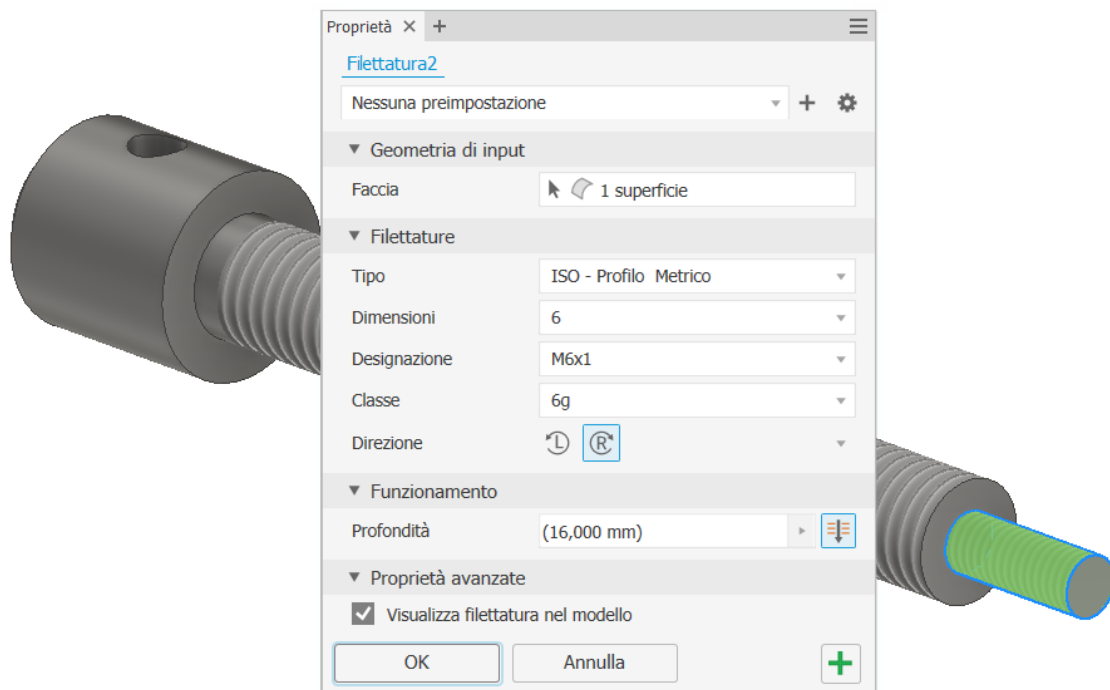 Proprietà
Filettatura2
Nessuna preimpostazione
Geometria di input
Faccia 1 superficie
Filettature
Tipo ISO - Profilo Metrico
Dimensioni 6
Designazione M6x1
Classe 6g
Direzione L R
Funzionamento
Profondità (16,000 mm)
Proprietà avanzate
Visualizza filettatura nel modello
OK Annulla